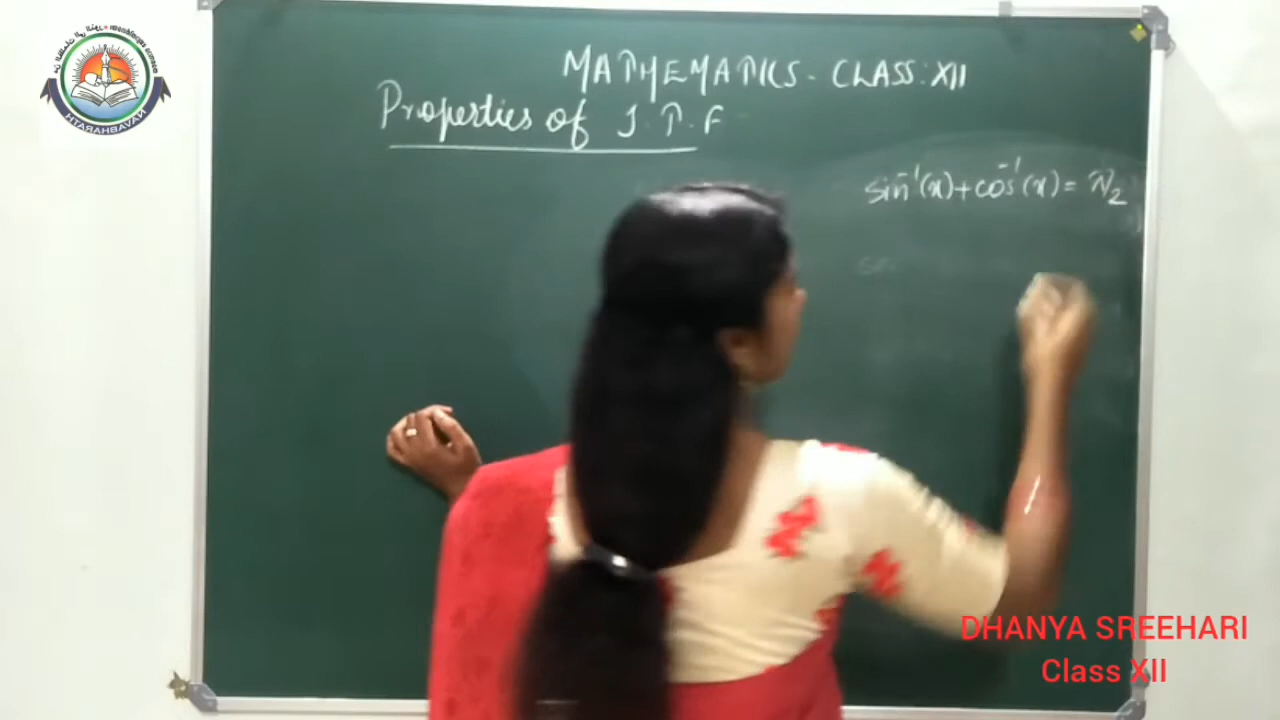 MATHEMATICS - CLASS: XII
Properties of I.T.F
sin⁻¹(x)+cos⁻¹(x)= π/2
DHANYA SREEHARI
Class XII